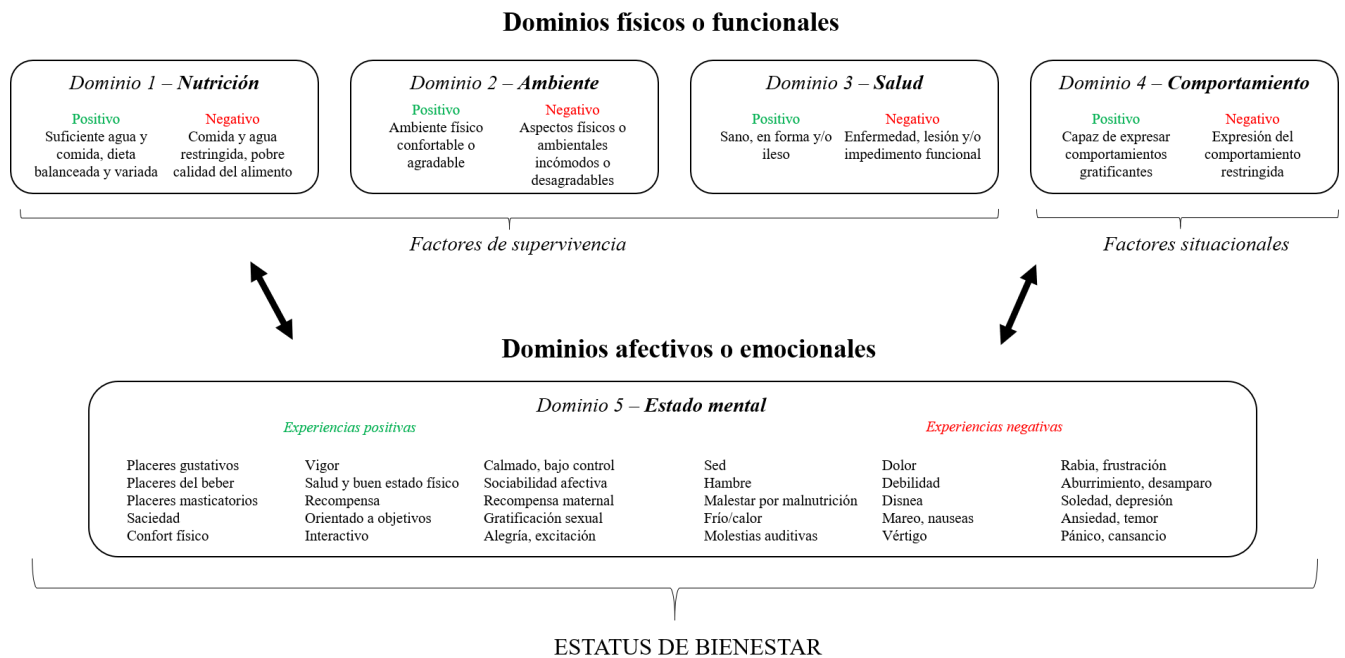 Dominios físicos o funcionales
Dominio 1 – Nutrición
Positivo
Suficiente agua y
comida, dieta
balanceada y variada
Negativo
Comida y agua
restringida, pobre
calidad del alimento
Dominio 2 – Ambiente
Positivo
Ambiente físico
confortable o
agradable
Negativo
Aspectos físicos o
ambientales
incómodos o
desagradables
Dominio 3 – Salud
Positivo
Sano, en forma y/o
ileso
Negativo
Enfermedad, lesión y/o
impedimento funcional
Dominio 4 – Comportamiento
Positivo
Capaz de expresar
comportamientos
gratificantes
Negativo
Expresión del
comportamiento
restringida
Factores de supervivencia
Factores situacionales
Dominios afectivos o emocionales
Dominio 5 – Estado mental
Experiencias positivas
Placeres gustativos
Placeres del beber
Placeres masticatorios
Saciedad
Confort físico
Vigor
Salud y buen estado físico
Recompensa
Orientado a objetivos
Interactivo
Calmado, bajo control
Sociabilidad afectiva
Recompensa maternal
Gratificación sexual
Alegría, excitación
Experiencias negativas
Sed
Hambre
Malestar por malnutrición
Frío/calor
Molestias auditivas
Dolor
Debilidad
Disnea
Mareo, nauseas
Vértigo
Rabia, frustración
Aburrimiento, desamparo
Soledad, depresión
Ansiedad, temor
Pánico, cansancio
ESTATUS DE BIENESTAR